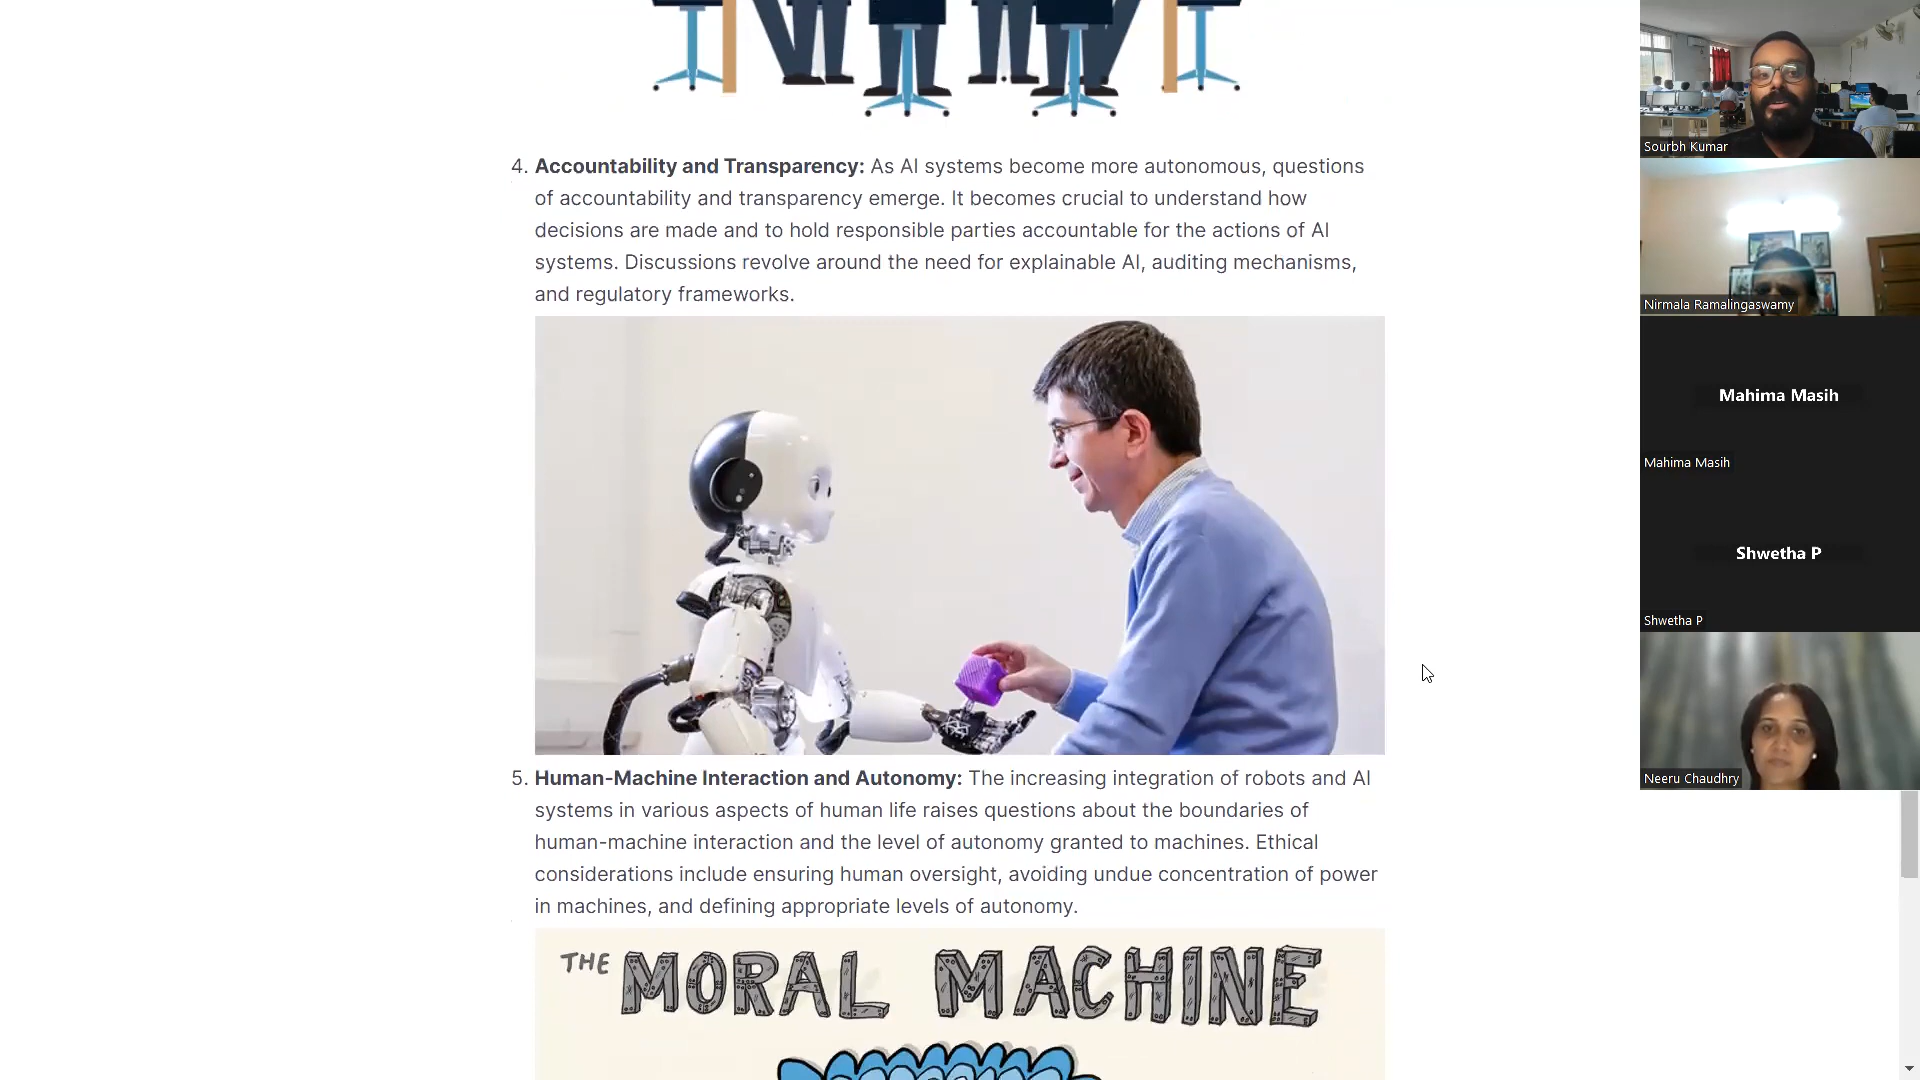 4. Accountability and Transparency: As AI systems become more autonomous, questions
of accountability and transparency emerge. It becomes crucial to understand how
decisions are made and to hold responsible parties accountable for the actions of AI
systems. Discussions revolve around the need for explainable AI, auditing mechanisms,
and regulatory frameworks.
5. Human-Machine Interaction and Autonomy: The increasing integration of robots and AI
systems in various aspects of human life raises questions about the boundaries of
human-machine interaction and the level of autonomy granted to machines. Ethical
considerations include ensuring human oversight, avoiding undue concentration of power
in machines, and defining appropriate levels of autonomy.
THE MORAL MACHINE
Sourbh Kumar
Nirmala Ramalingaswamy
Mahima Masih
Mahima Masih
Shwetha P
Shwetha P
Neeru Chaudhry